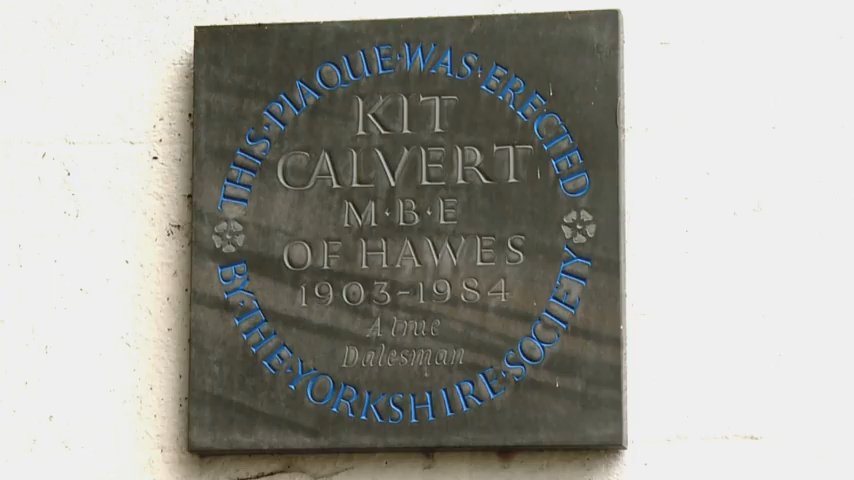 THIS·PLAQUE·WAS·ERECTED
KIT
CALVERT
M·B·E
OF HAWES
1903-1984
A true
Dalesman
BY·THE·YORKSHIRE·SOCIETY